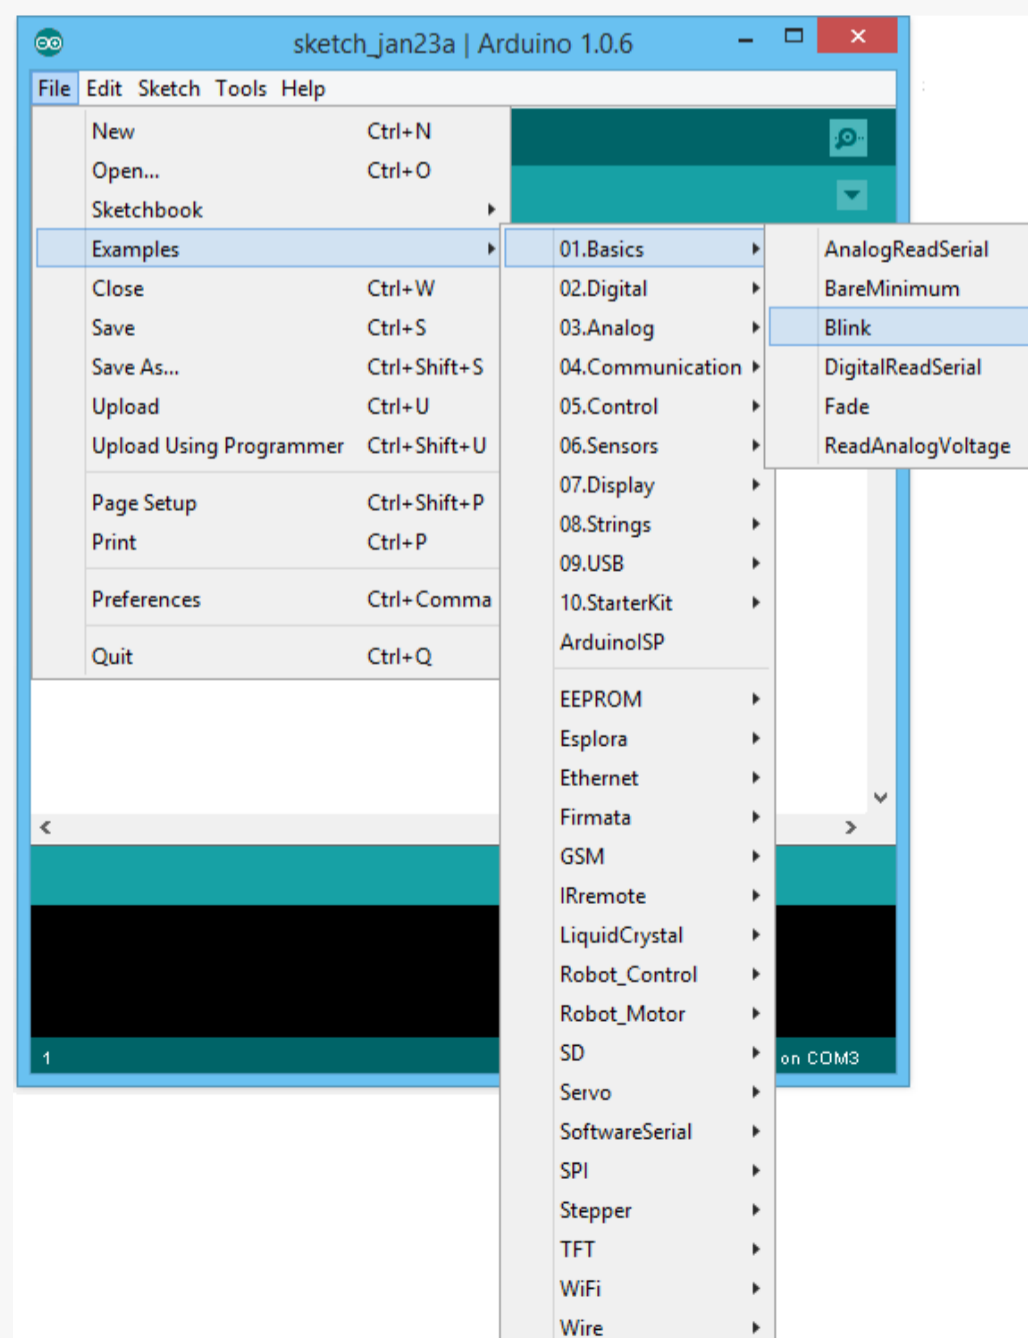 sketch_jan23a | Arduino 1.0.6
File Edit Sketch Tools Help
New Ctrl+N
Open... Ctrl+O
Sketchbook
Examples
Close Ctrl+W
Save Ctrl+S
Save As... Ctrl+Shift+S
Upload Ctrl+U
Upload Using Programmer Ctrl+Shift+U
Page Setup Ctrl+Shift+P
Print Ctrl+P
Preferences Ctrl+Comma
Quit Ctrl+Q
01.Basics
02.Digital
03.Analog
04.Communication
05.Control
06.Sensors
07.Display
08.Strings
09.USB
10.StarterKit
ArduinoISP
EEPROM
Esplora
Ethernet
Firmata
GSM
IRremote
LiquidCrystal
Robot_Control
Robot_Motor
SD
Servo
SoftwareSerial
SPI
Stepper
TFT
WiFi
Wire
AnalogReadSerial
BareMinimum
Blink
DigitalReadSerial
Fade
ReadAnalogVoltage
1 on COM3